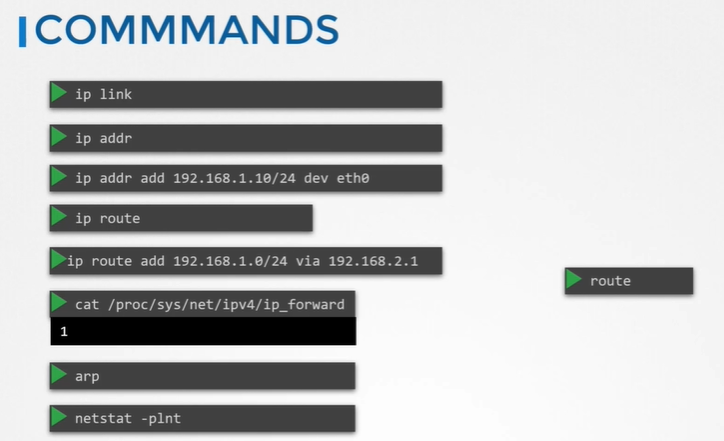 COMMMANDS
ip link
ip addr
ip addr add 192.168.1.10/24 dev eth0
ip route
ip route add 192.168.1.0/24 via 192.168.2.1
route
cat /proc/sys/net/ipv4/ip_forward
1
arp
netstat -plnt